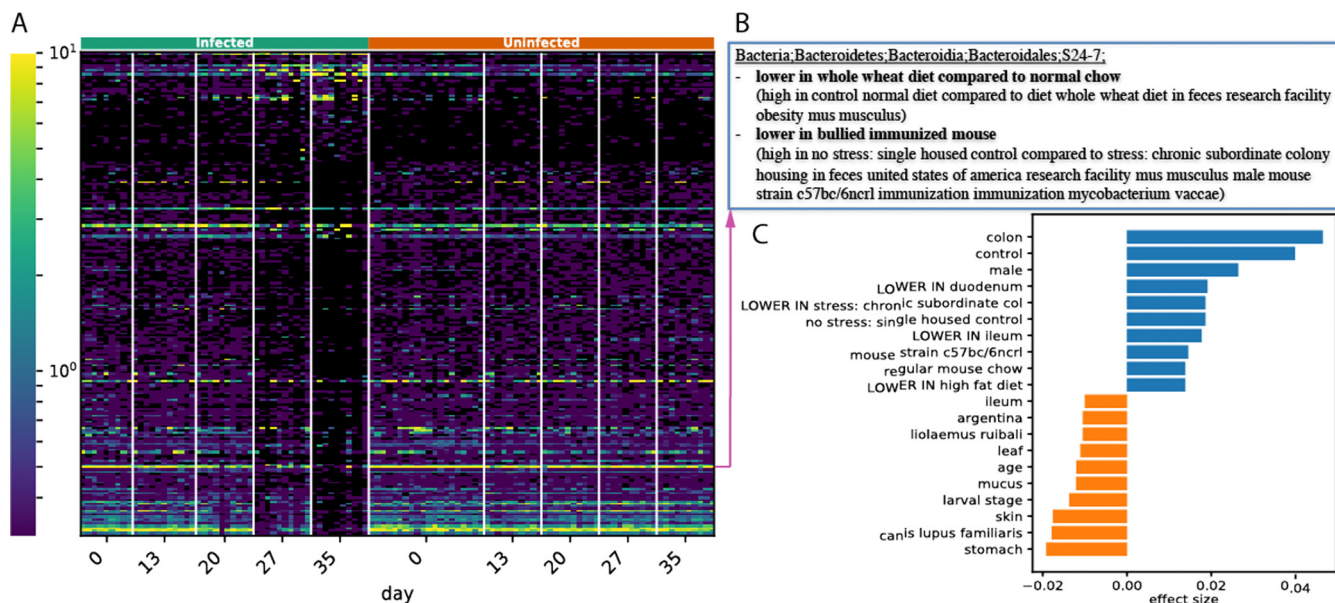 A
B
Infected
Uninfected
10¹
10⁰
0
13
20
27
35
0
13
20
27
35
day
Bacteria;Bacteroidetes;Bacteroidia;Bacteroidales;S24-7;
- lower in whole wheat diet compared to normal chow
(high in control normal diet compared to diet whole wheat diet in feces research facility
obesity mus musculus)
- lower in bullied immunized mouse
(high in no stress: single housed control compared to stress: chronic subordinate colony
housing in feces united states of america research facility mus musculus male mouse
strain c57bc/6ncrl immunization immunization mycobacterium vaccae)
C
colon
control
male
LOWER IN duodenum
LOWER IN stress: chronic subordinate col
no stress: single housed control
LOWER IN ileum
mouse strain c57bc/6ncrl
regular mouse chow
LOWER IN high fat diet
ileum
argentina
liolaemus ruibali
leaf
age
mucus
larval stage
skin
canis lupus familiaris
stomach
−0.02
0.00
0.02
0.04
effect size